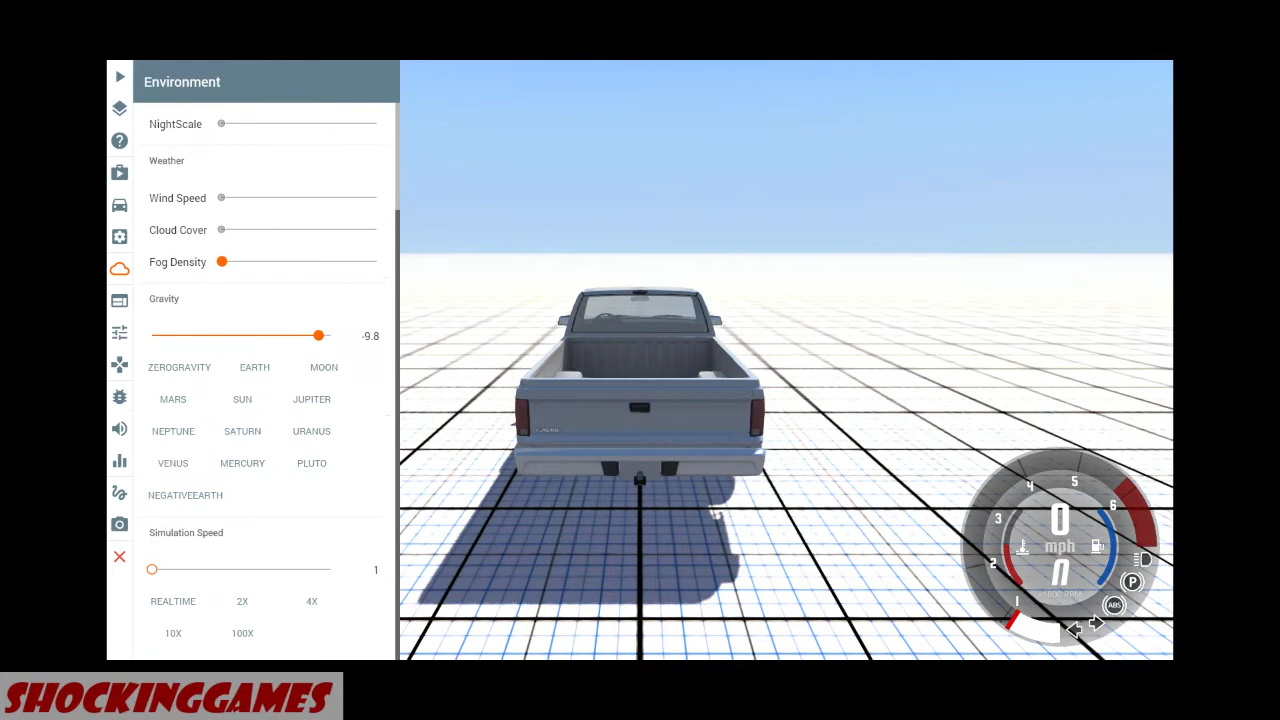 Environment
NightScale
Weather
Wind Speed
Cloud Cover
Fog Density
Gravity
-9.8
ZEROGRAVITY EARTH MOON
MARS SUN JUPITER
NEPTUNE SATURN URANUS
VENUS MERCURY PLUTO
NEGATIVEEARTH
Simulation Speed
1
REALTIME 2X 4X
10X 100X
1 2 3 4 5 6
0
mph
n
x1000 RPM
P
ABS
SHOCKINGGAMES